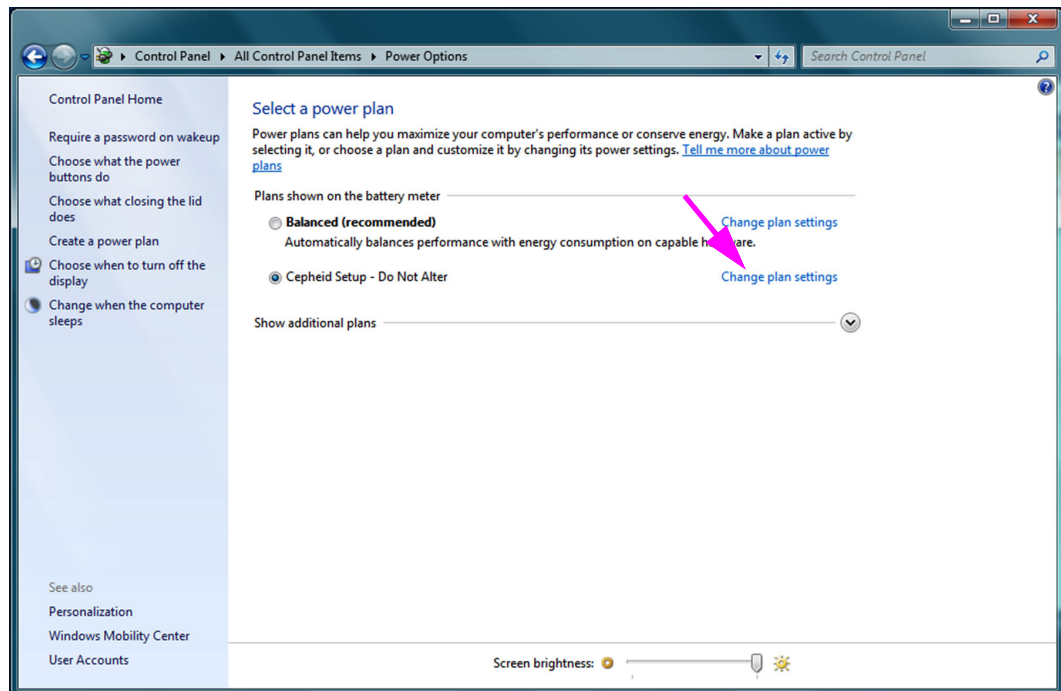 Control Panel ▸ All Control Panel Items ▸ Power Options
Search Control Panel
Control Panel Home
Require a password on wakeup
Choose what the power
buttons do
Choose what closing the lid
does
Create a power plan
Choose when to turn off the
display
Change when the computer
sleeps
See also
Personalization
Windows Mobility Center
User Accounts
Select a power plan
Power plans can help you maximize your computer's performance or conserve energy. Make a plan active by
selecting it, or choose a plan and customize it by changing its power settings. Tell me more about power
plans
Plans shown on the battery meter
Balanced (recommended) Change plan settings
Automatically balances performance with energy consumption on capable
Cepheid Setup - Do Not Alter Change plan settings
Show additional plans
Screen brightness: